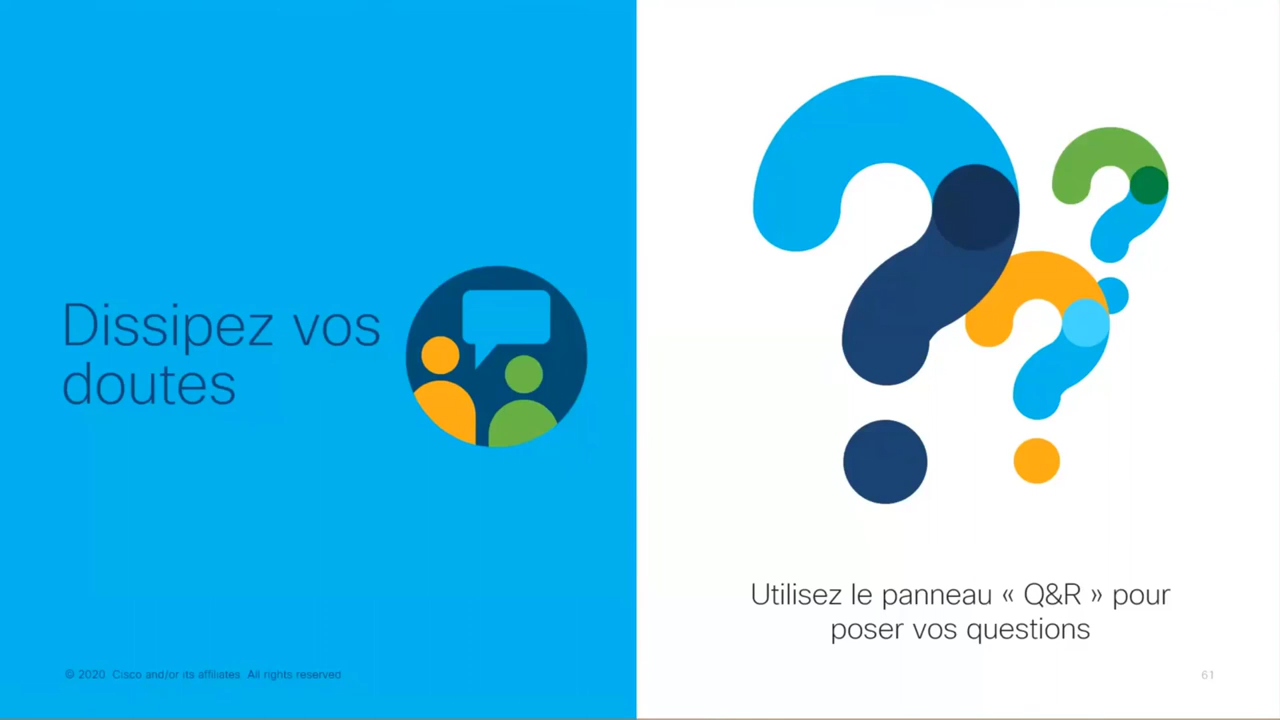 Dissipez vos
doutes
Utilisez le panneau « Q&R » pour
poser vos questions
© 2020 Cisco and/or its affiliates. All rights reserved
61